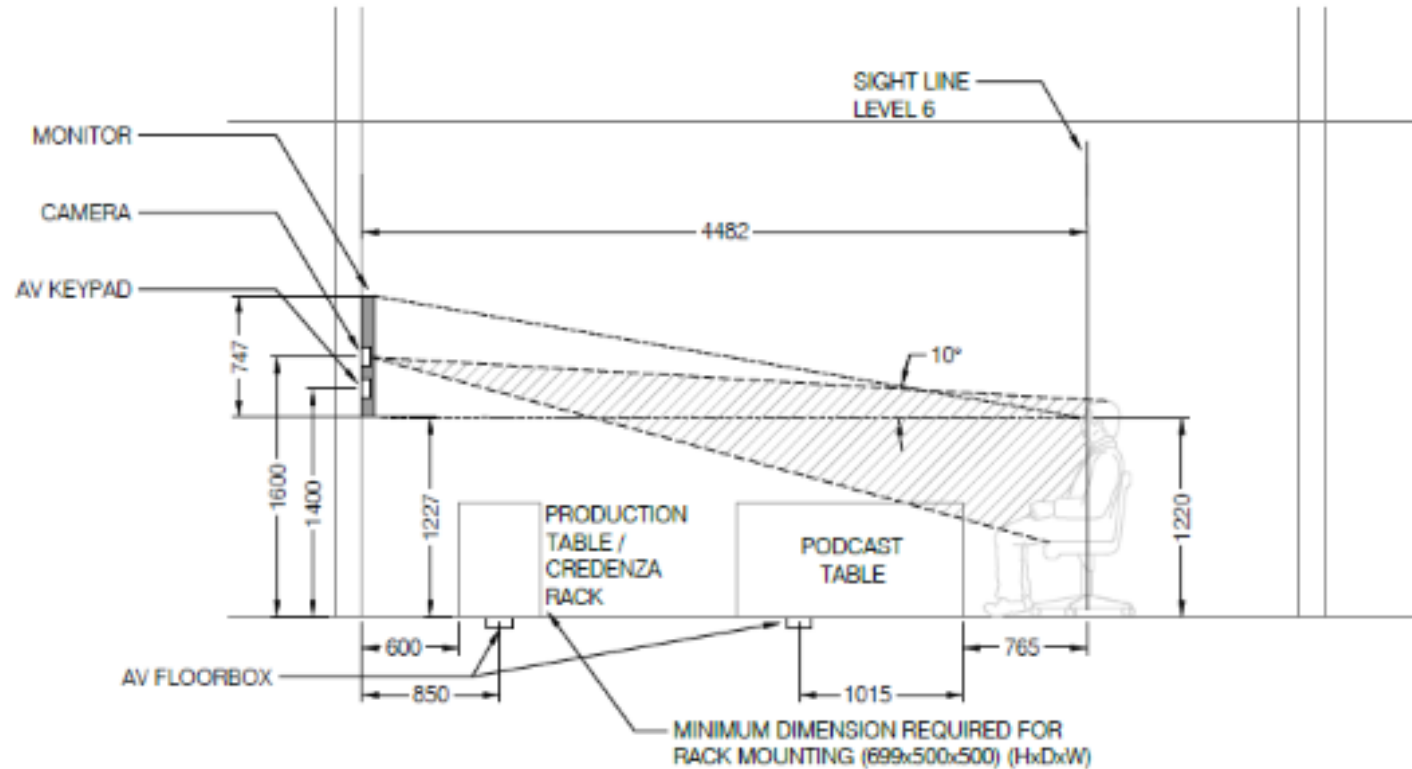 SIGHT LINE
LEVEL 6
MONITOR
CAMERA
4482
AV KEYPAD
747
10°
1600
1400
1227
1220
PRODUCTION
TABLE /
CREDENZA
RACK
PODCAST
TABLE
600
765
AV FLOORBOX
850
1015
MINIMUM DIMENSION REQUIRED FOR
RACK MOUNTING (699x500x500) (HxDxW)